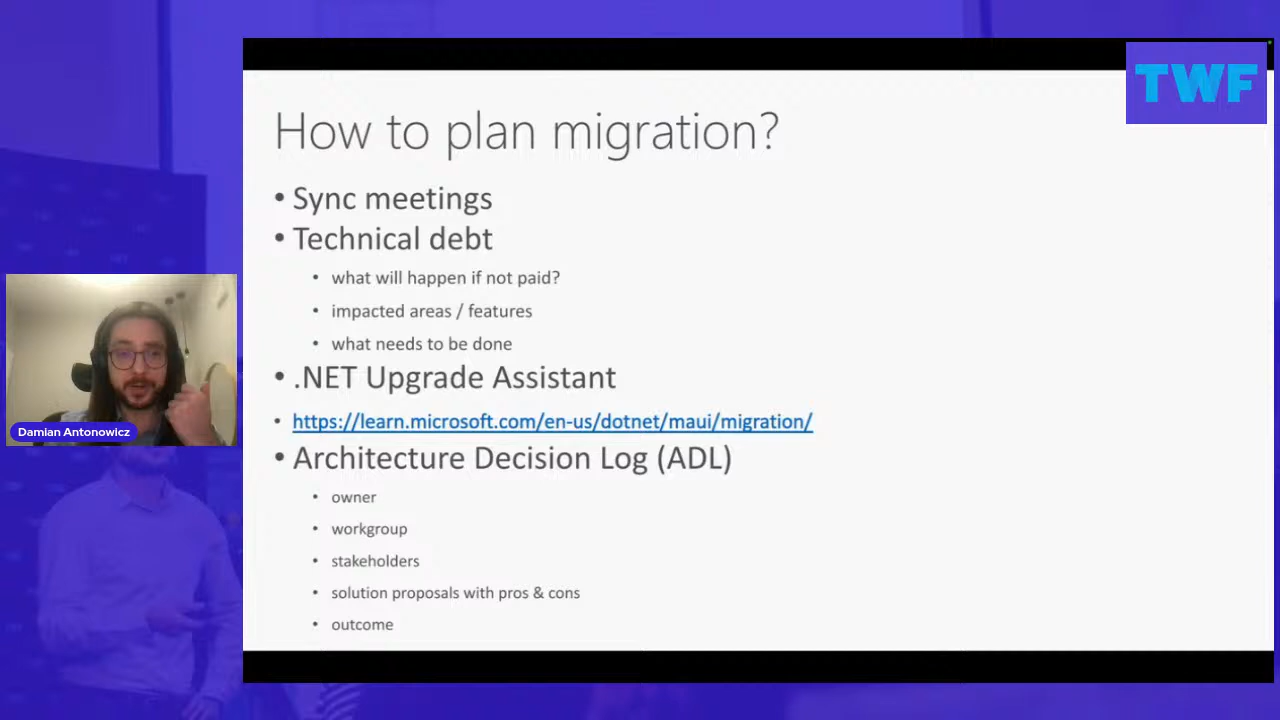 TWF
How to plan migration?
• Sync meetings
• Technical debt
• what will happen if not paid?
• impacted areas / features
• what needs to be done
• .NET Upgrade Assistant
• https://learn.microsoft.com/en-us/dotnet/maui/migration/
• Architecture Decision Log (ADL)
• owner
• workgroup
• stakeholders
• solution proposals with pros & cons
• outcome
Damian Antonowicz